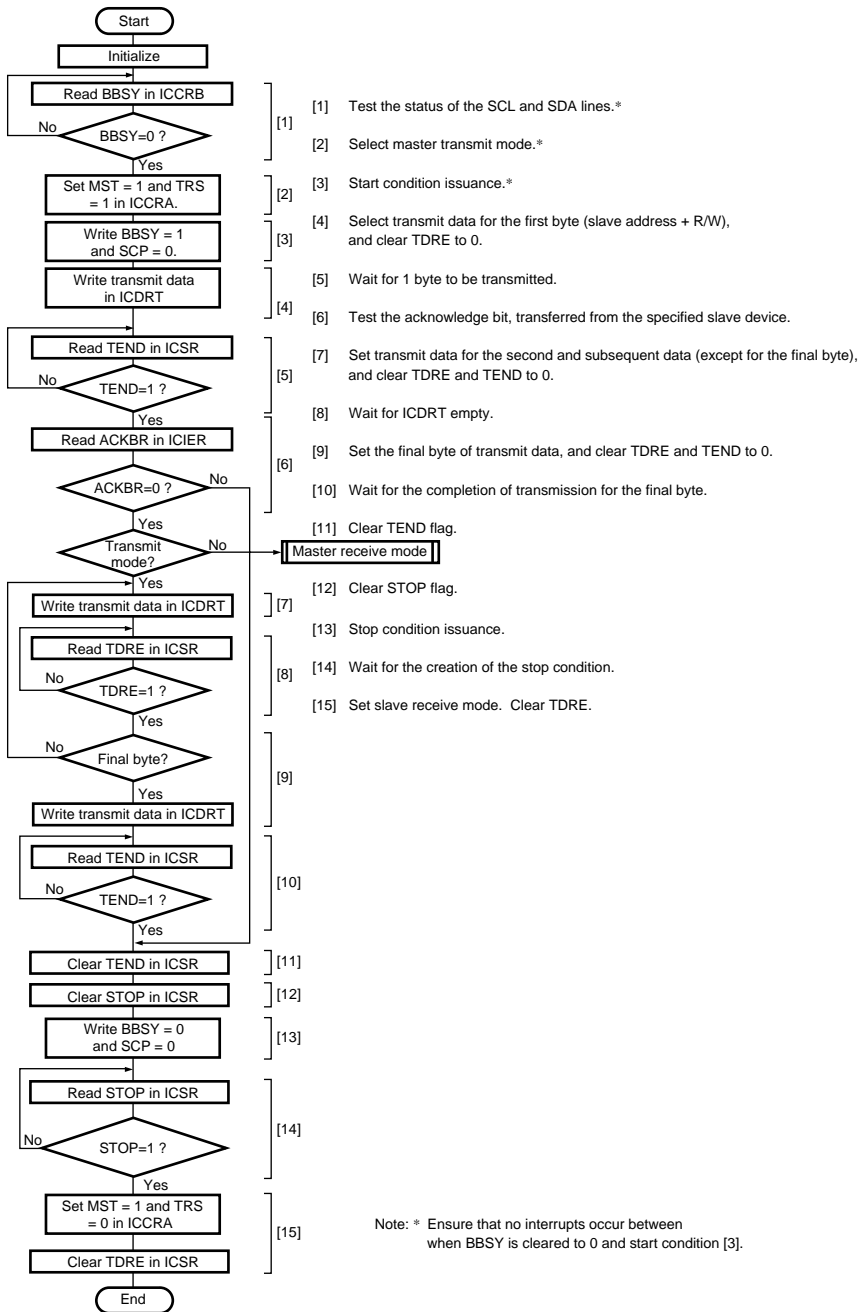 Start
Initialize
Read BBSY in ICCRB
No
BBSY=0 ?
[1]
Yes
Set MST = 1 and TRS
= 1 in ICCRA.
[2]
Write BBSY = 1
and SCP = 0.
[3]
Write transmit data
in ICDRT
[4]
Read TEND in ICSR
No
TEND=1 ?
[5]
Yes
Read ACKBR in ICIER
[6]
ACKBR=0 ?
No
Yes
Transmit
mode?
No
Master receive mode
Yes
Write transmit data in ICDRT
[7]
Read TDRE in ICSR
No
TDRE=1 ?
[8]
Yes
No
Final byte?
[9]
Yes
Write transmit data in ICDRT
Read TEND in ICSR
No
TEND=1 ?
[10]
Yes
Clear TEND in ICSR
[11]
Clear STOP in ICSR
[12]
Write BBSY = 0
and SCP = 0
[13]
Read STOP in ICSR
No
STOP=1 ?
[14]
Yes
Set MST = 1 and TRS
= 0 in ICCRA
[15]
Clear TDRE in ICSR
End
[1] Test the status of the SCL and SDA lines.*
[2] Select master transmit mode.*
[3] Start condition issuance.*
[4] Select transmit data for the first byte (slave address + R/W),
and clear TDRE to 0.
[5] Wait for 1 byte to be transmitted.
[6] Test the acknowledge bit, transferred from the specified slave device.
[7] Set transmit data for the second and subsequent data (except for the final byte),
and clear TDRE and TEND to 0.
[8] Wait for ICDRT empty.
[9] Set the final byte of transmit data, and clear TDRE and TEND to 0.
[10] Wait for the completion of transmission for the final byte.
[11] Clear TEND flag.
[12] Clear STOP flag.
[13] Stop condition issuance.
[14] Wait for the creation of the stop condition.
[15] Set slave receive mode. Clear TDRE.
Note: * Ensure that no interrupts occur between
when BBSY is cleared to 0 and start condition [3].